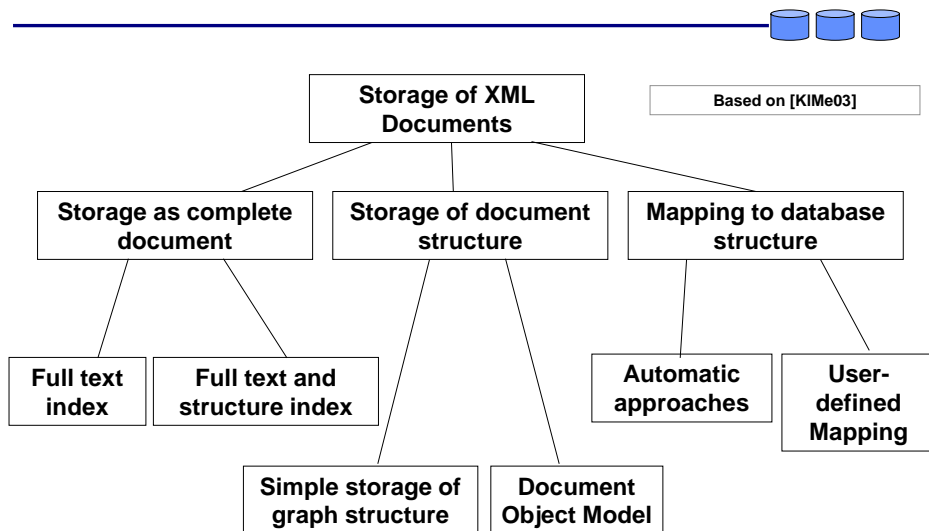 Storage of XML
Documents
Based on [KlMe03]
Storage as complete
document
Storage of document
structure
Mapping to database
structure
Full text
index
Full text and
structure index
Automatic
approaches
User-
defined
Mapping
Simple storage of
graph structure
Document
Object Model